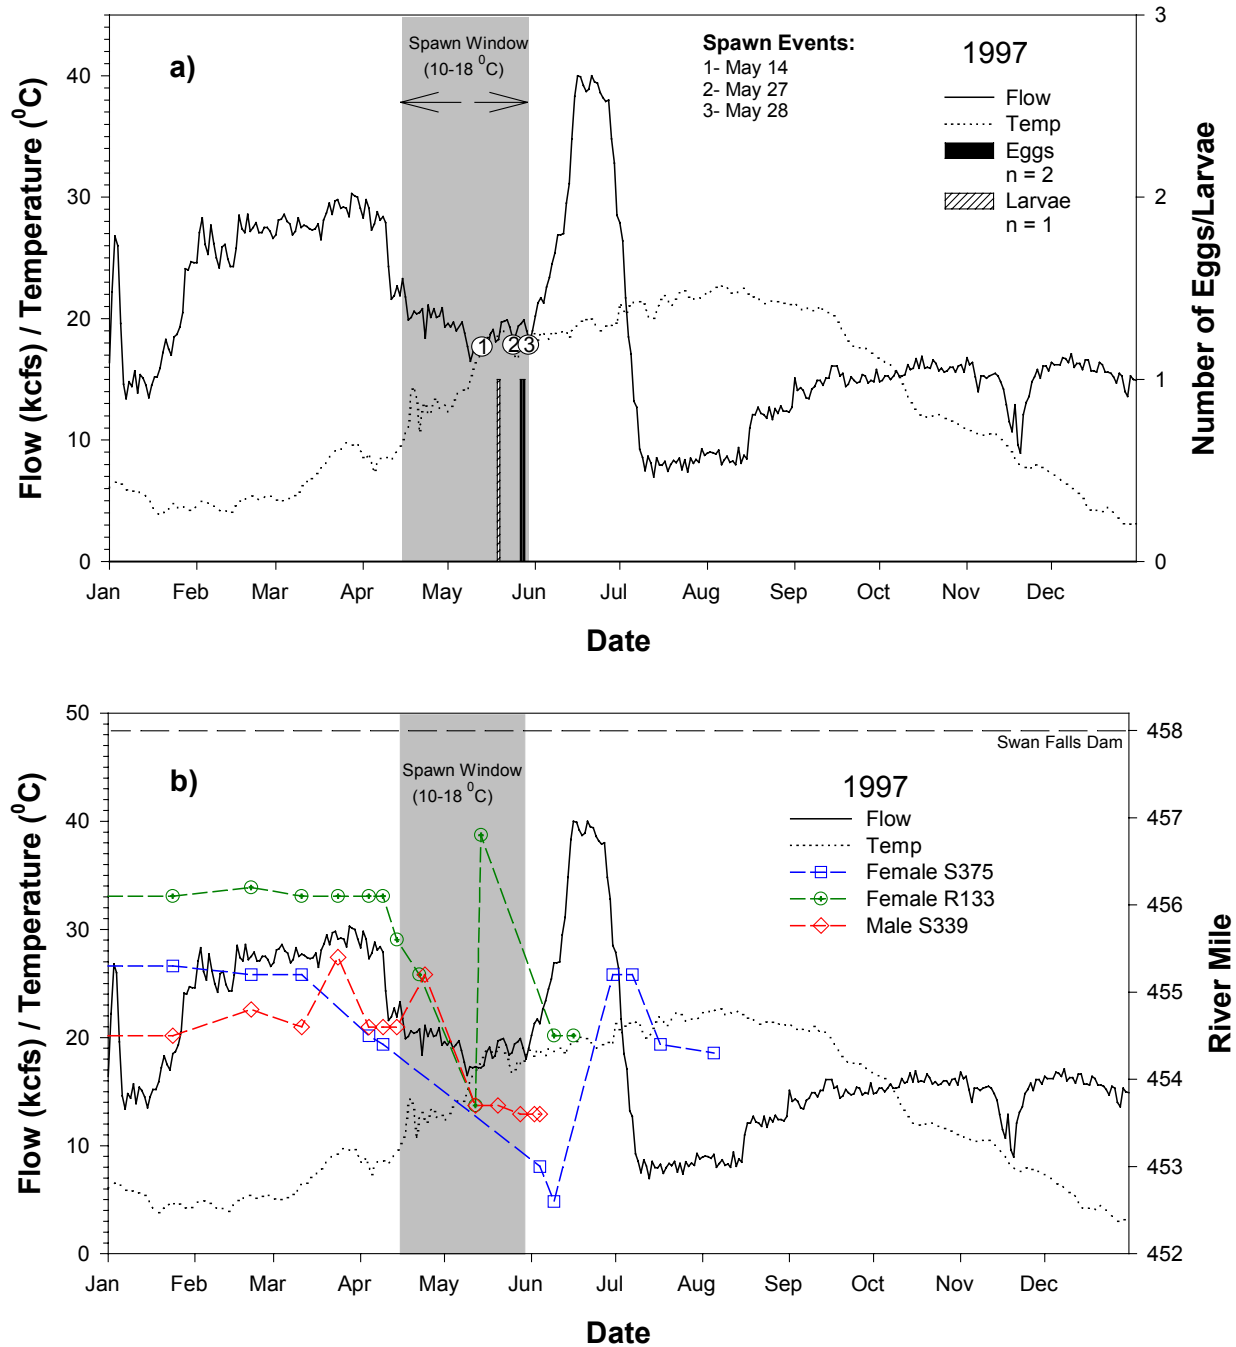 a)
Spawn Window
(10-18 ⁰C)
Spawn Events:
1- May 14
2- May 27
3- May 28
1997
Flow
Temp
Eggs
n = 2
Larvae
n = 1
1
2
3
Flow (kcfs) / Temperature (⁰C)
0
10
20
30
40
Number of Eggs/Larvae
0
1
2
3
Jan Feb Mar Apr May Jun Jul Aug Sep Oct Nov Dec
Date
b)
Spawn Window
(10-18 ⁰C)
Swan Falls Dam
1997
Flow
Temp
Female S375
Female R133
Male S339
Flow (kcfs) / Temperature (⁰C)
0
10
20
30
40
50
River Mile
452
453
454
455
456
457
458
Jan Feb Mar Apr May Jun Jul Aug Sep Oct Nov Dec
Date